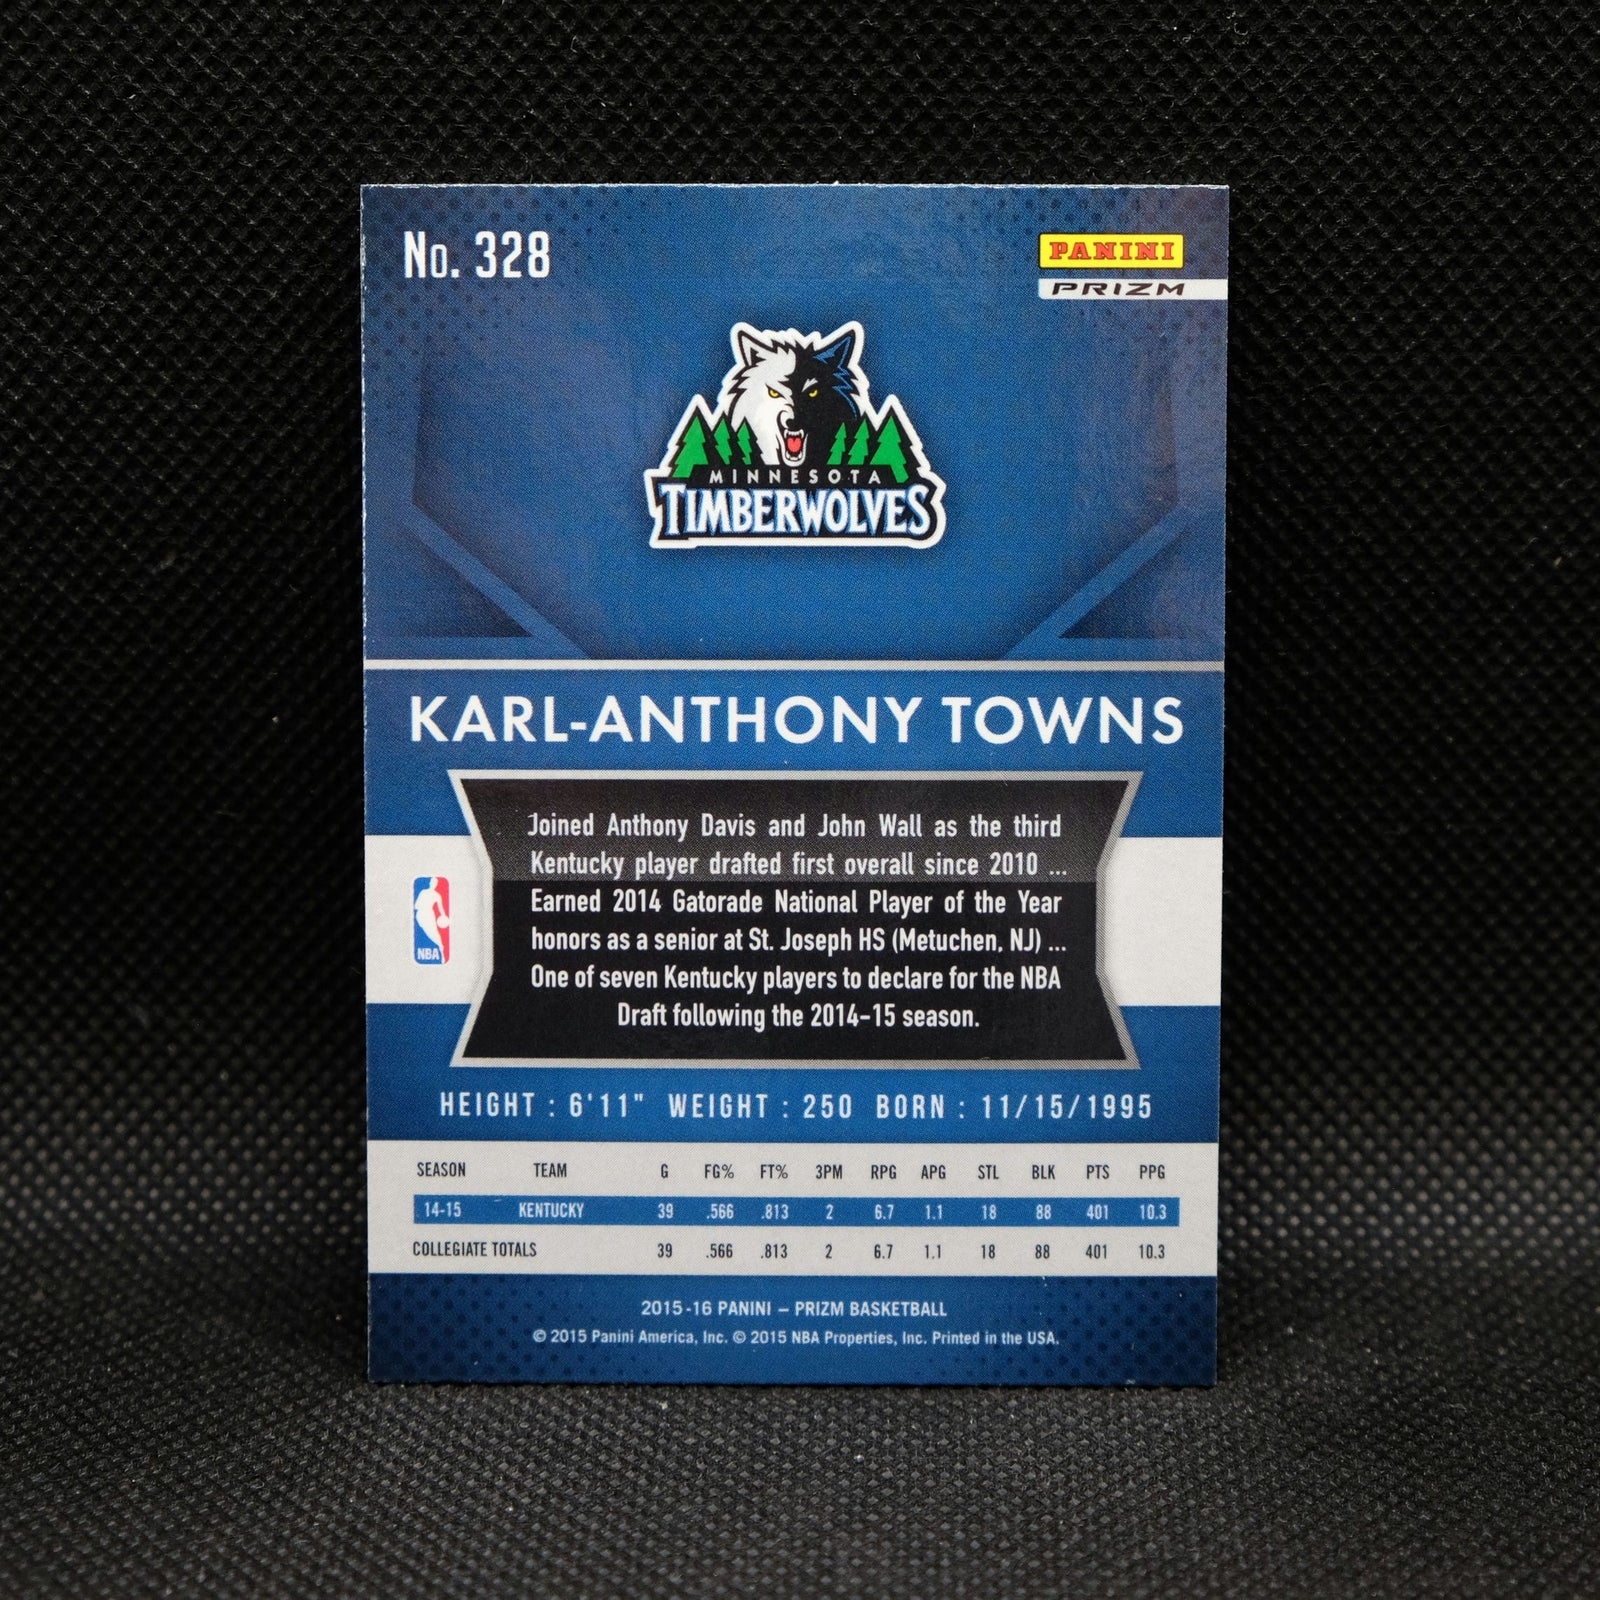 No. 328
PANINI
PRIZM
MINNESOTA
TIMBERWOLVES
KARL-ANTHONY TOWNS
Joined Anthony Davis and John Wall as the third
Kentucky player drafted first overall since 2010 ...
Earned 2014 Gatorade National Player of the Year
honors as a senior at St. Joseph HS (Metuchen, NJ) ...
One of seven Kentucky players to declare for the NBA
Draft following the 2014-15 season.
NBA
HEIGHT : 6'11" WEIGHT : 250 BORN : 11/15/1995
SEASON TEAM G FG% FT% 3PM RPG APG STL BLK PTS PPG
14-15 KENTUCKY 39 .566 .813 2 6.7 1.1 18 88 401 10.3
COLLEGIATE TOTALS 39 .566 .813 2 6.7 1.1 18 88 401 10.3
2015-16 PANINI – PRIZM BASKETBALL
© 2015 Panini America, Inc. © 2015 NBA Properties, Inc. Printed in the USA.